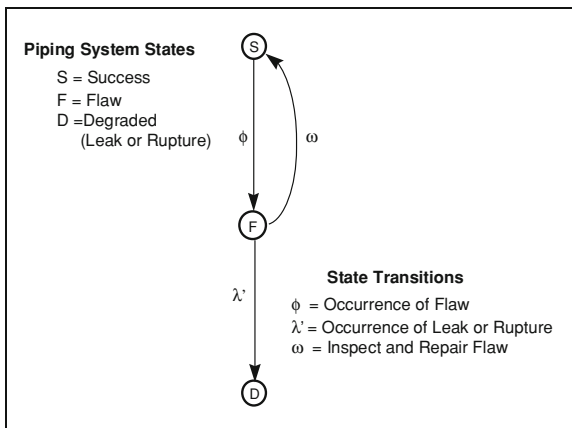 Piping System States
S = Success
F = Flaw
D =Degraded
(Leak or Rupture)
S
ϕ
ω
F
λ’
State Transitions
ϕ = Occurrence of Flaw
λ’ = Occurrence of Leak or Rupture
ω = Inspect and Repair Flaw
D